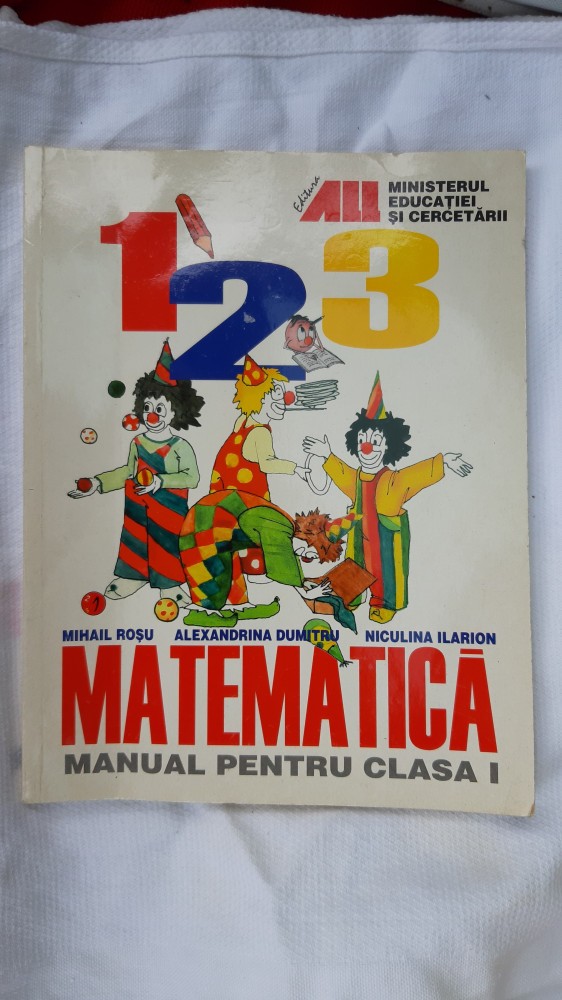 Editura ALL
MINISTERUL
EDUCAȚIEI
ȘI CERCETĂRII
1 2 3
MIHAIL ROȘU ALEXANDRINA DUMITRU NICULINA ILARION
MATEMATICĂ
MANUAL PENTRU CLASA I